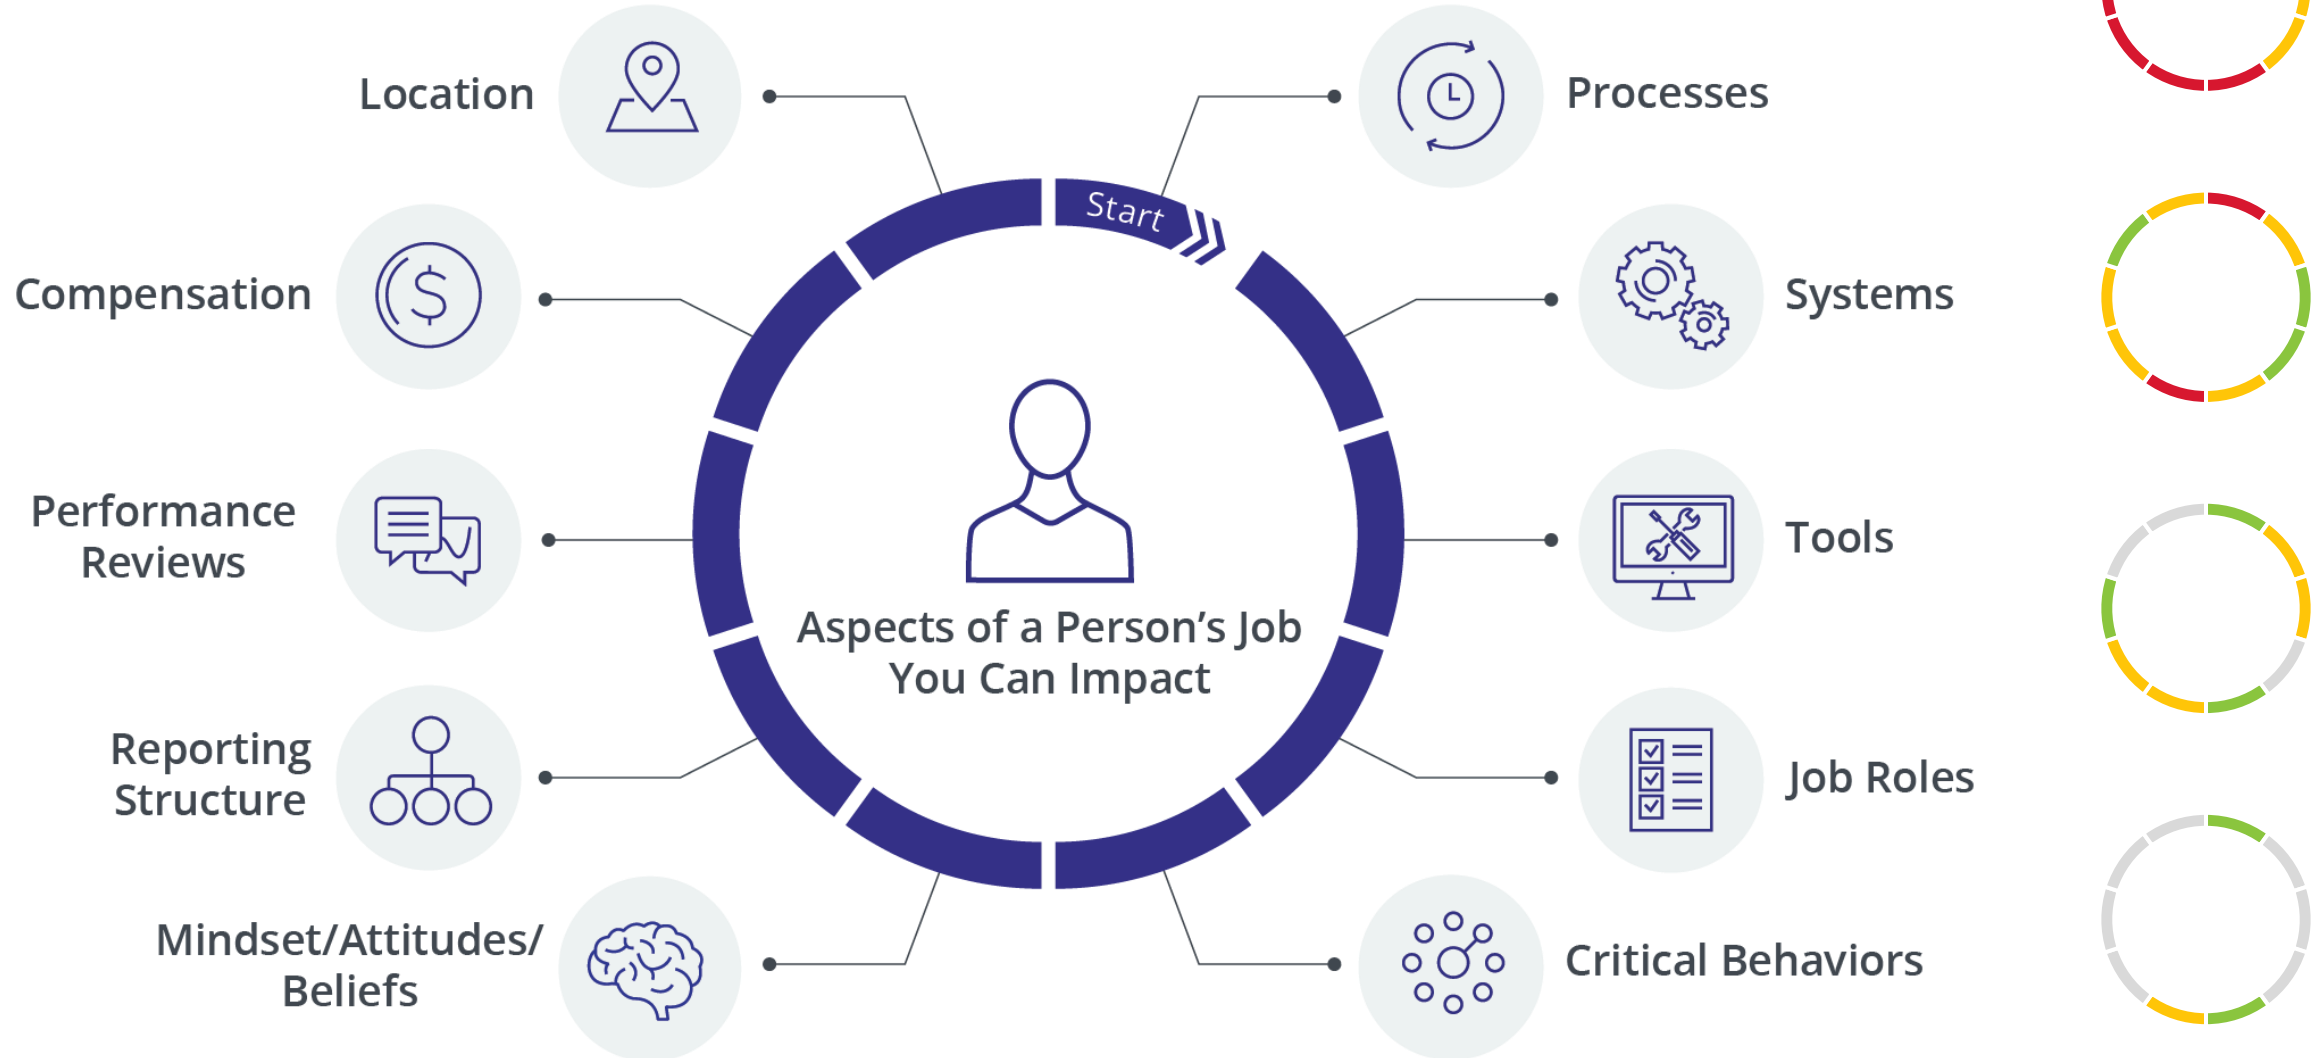 Start
Processes
Systems
Tools
Job Roles
Critical Behaviors
Mindset/Attitudes/
Beliefs
Reporting
Structure
Performance
Reviews
Compensation
Location
Aspects of a Person’s Job
You Can Impact